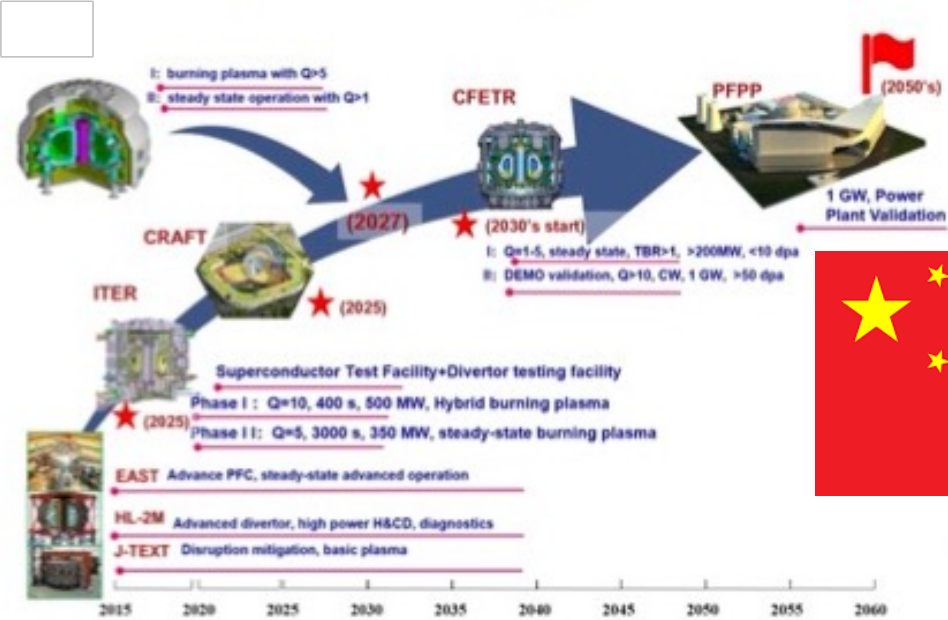 I: burning plasma with Q>5
II: steady state operation with Q>1
CFETR
PFPP
(2050's)
1 GW, Power
Plant Validation
(2027)
(2030's start)
I: Q=1-5, steady state, TBR>1, >200MW, <10 dpa
II: DEMO validation, Q>10, CW, 1 GW, >50 dpa
CRAFT
(2025)
ITER
(2025)
Superconductor Test Facility+Divertor testing facility
Phase I : Q=10, 400 s, 500 MW, Hybrid burning plasma
Phase II: Q=5, 3000 s, 350 MW, steady-state burning plasma
EAST Advance PFC, steady-state advanced operation
HL-2M Advanced divertor, high power H&CD, diagnostics
J-TEXT Disruption mitigation, basic plasma
2015 2020 2025 2030 2035 2040 2045 2050 2055 2060